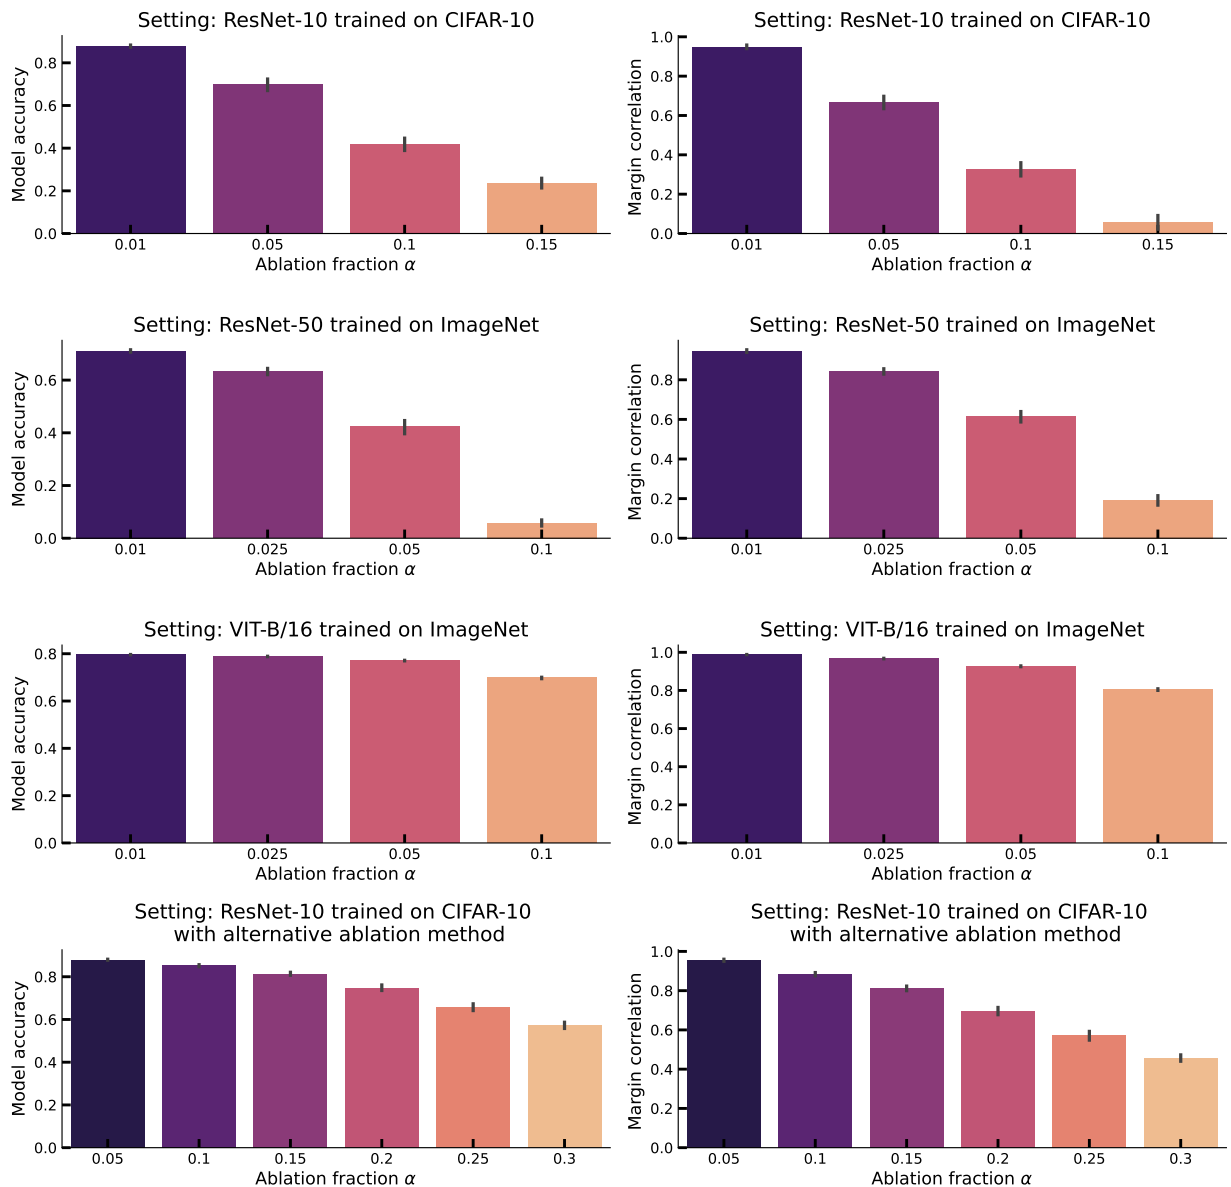 Setting: ResNet-10 trained on CIFAR-10
Model accuracy
0.8
0.6
0.4
0.2
0.0
0.01 0.05 0.1 0.15
Ablation fraction α
Setting: ResNet-10 trained on CIFAR-10
Margin correlation
1.0
0.8
0.6
0.4
0.2
0.0
0.01 0.05 0.1 0.15
Ablation fraction α
Setting: ResNet-50 trained on ImageNet
Model accuracy
0.6
0.4
0.2
0.0
0.01 0.025 0.05 0.1
Ablation fraction α
Setting: ResNet-50 trained on ImageNet
Margin correlation
0.8
0.6
0.4
0.2
0.0
0.01 0.025 0.05 0.1
Ablation fraction α
Setting: VIT-B/16 trained on ImageNet
Model accuracy
0.8
0.6
0.4
0.2
0.0
0.01 0.025 0.05 0.1
Ablation fraction α
Setting: VIT-B/16 trained on ImageNet
Margin correlation
1.0
0.8
0.6
0.4
0.2
0.0
0.01 0.025 0.05 0.1
Ablation fraction α
Setting: ResNet-10 trained on CIFAR-10
with alternative ablation method
Model accuracy
0.8
0.6
0.4
0.2
0.0
0.05 0.1 0.15 0.2 0.25 0.3
Ablation fraction α
Setting: ResNet-10 trained on CIFAR-10
with alternative ablation method
Margin correlation
1.0
0.8
0.6
0.4
0.2
0.0
0.05 0.1 0.15 0.2 0.25 0.3
Ablation fraction α